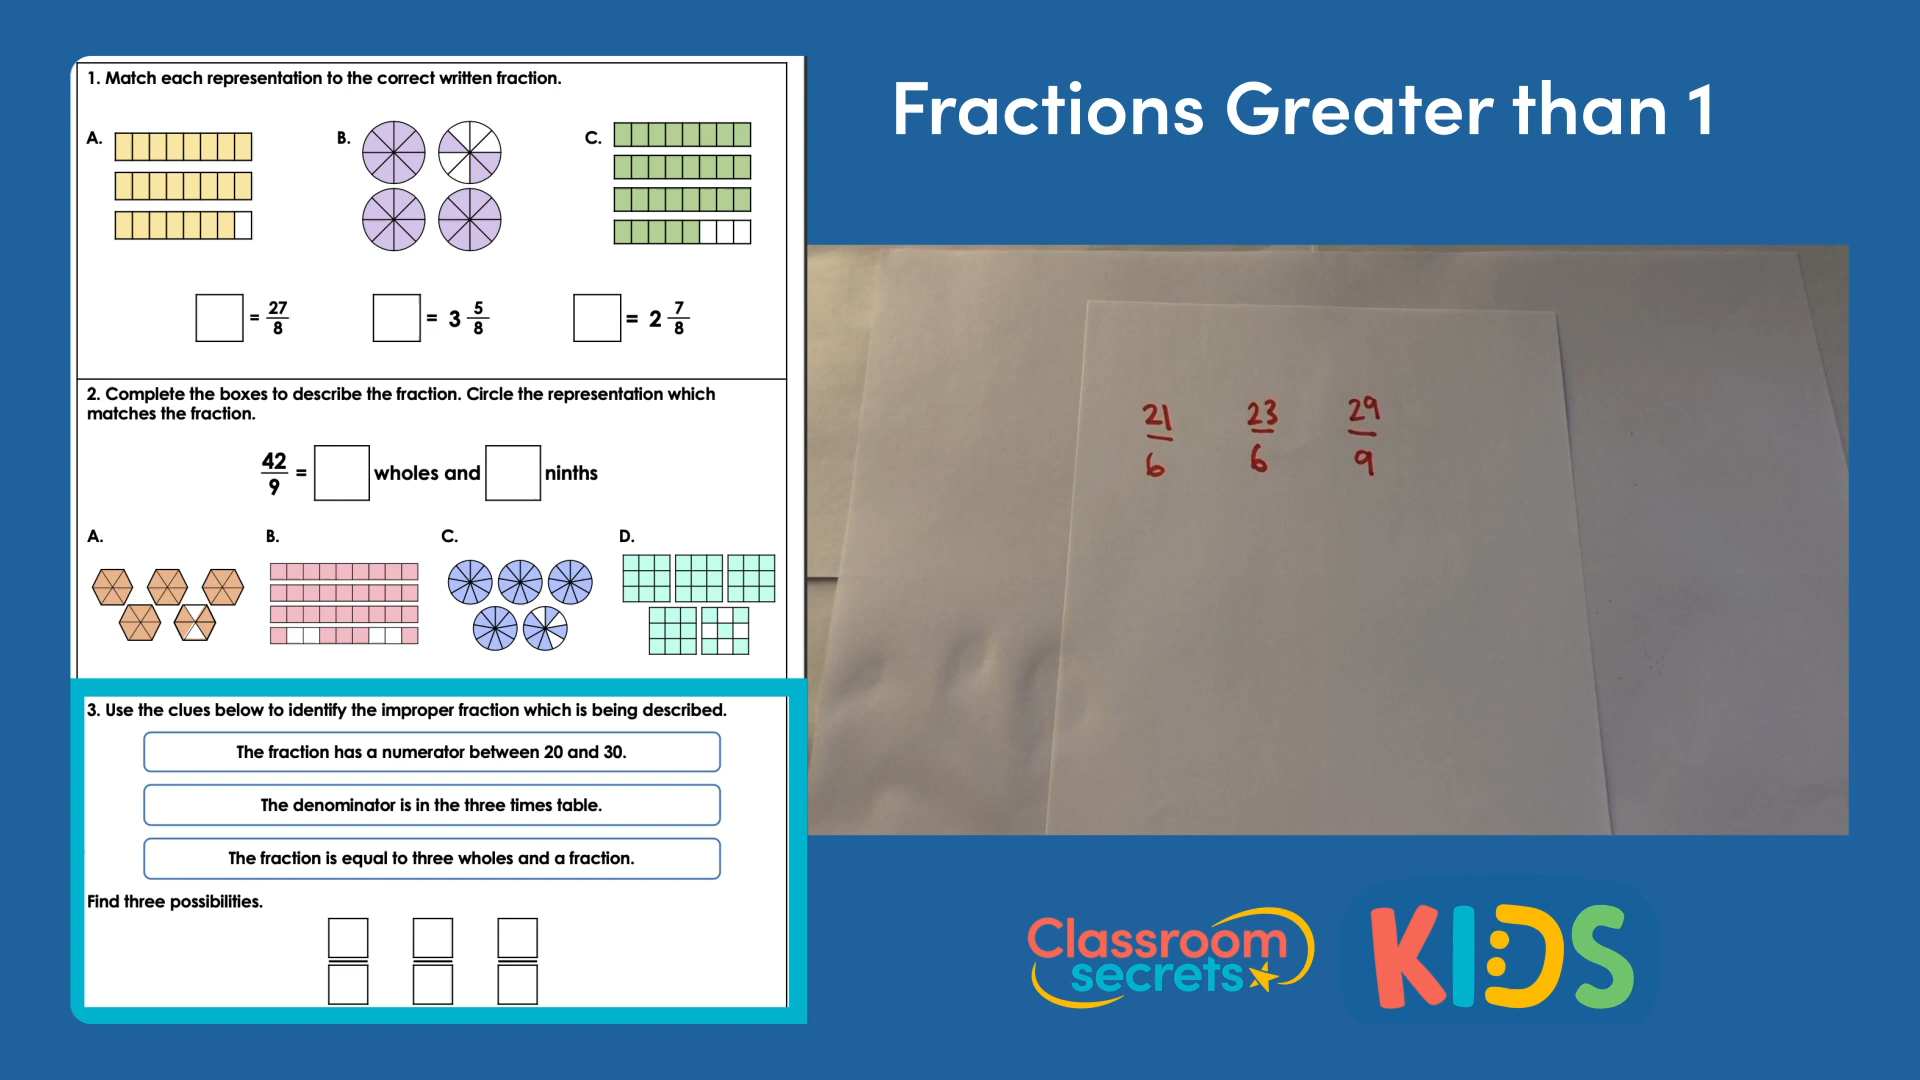 1. Match each representation to the correct written fraction.
A.
B.
C.
= 27/8
= 3 5/8
= 2 7/8
2. Complete the boxes to describe the fraction. Circle the representation which
matches the fraction.
42/9 = wholes and ninths
A.
B.
C.
D.
3. Use the clues below to identify the improper fraction which is being described.
The fraction has a numerator between 20 and 30.
The denominator is in the three times table.
The fraction is equal to three wholes and a fraction.
Find three possibilities.
Fractions Greater than 1
21/6 23/6 29/9
Classroom
secrets
KIDS